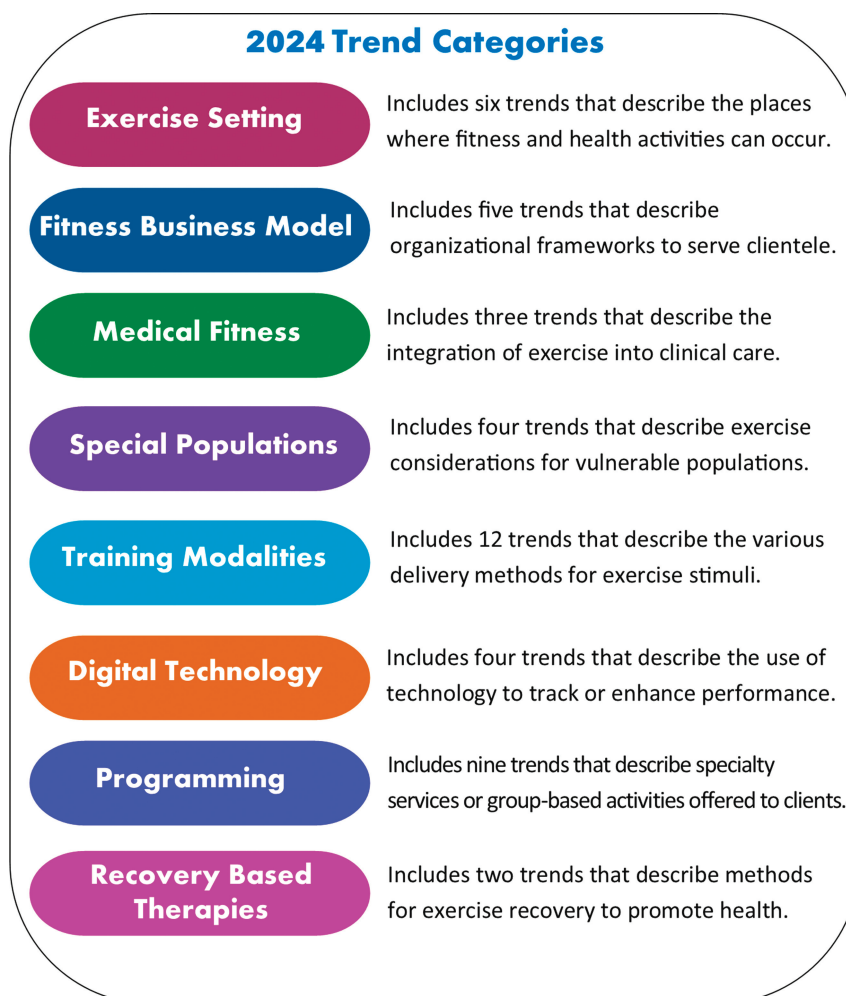 2024 Trend Categories
Exercise Setting
Includes six trends that describe the places
where fitness and health activities can occur.
Fitness Business Model
Includes five trends that describe
organizational frameworks to serve clientele.
Medical Fitness
Includes three trends that describe the
integration of exercise into clinical care.
Special Populations
Includes four trends that describe exercise
considerations for vulnerable populations.
Training Modalities
Includes 12 trends that describe the various
delivery methods for exercise stimuli.
Digital Technology
Includes four trends that describe the use of
technology to track or enhance performance.
Programming
Includes nine trends that describe specialty
services or group-based activities offered to clients.
Recovery Based
Therapies
Includes two trends that describe methods
for exercise recovery to promote health.